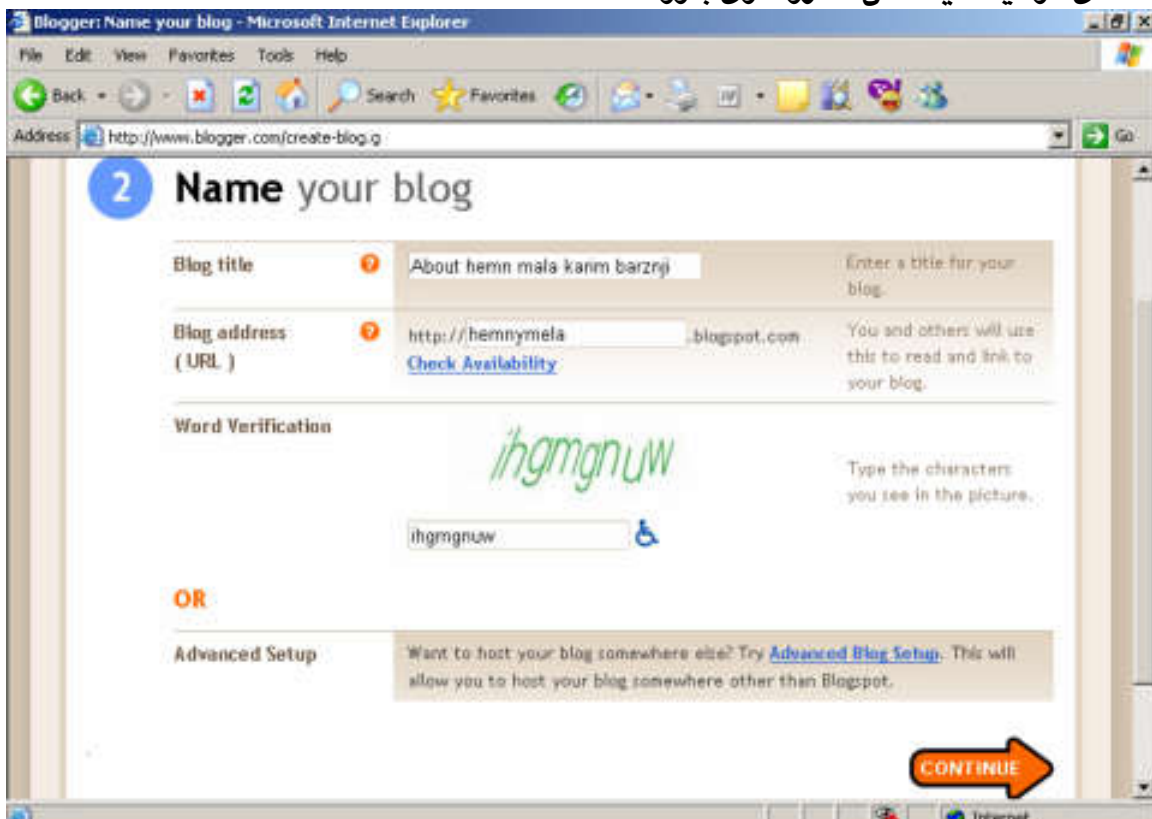 Blogger: Name your blog - Microsoft Internet Explorer
File Edit View Favorites Tools Help
Back Search Favorites
Address http://www.blogger.com/create-blog.g Go
2 Name your blog
Blog title ? About hemn mala karim barznji Enter a title for your
blog.
Blog address ? http://hemnymela .blogspot.com You and others will use
( URL ) Check Availability this to read and link to
your blog.
Word Verification ihgmgnuw
Type the characters
you see in the picture.
ihgmgnuw
OR
Advanced Setup Want to host your blog somewhere else? Try Advanced Blog Setup. This will
allow you to host your blog somewhere other than Blogspot.
CONTINUE
Internet